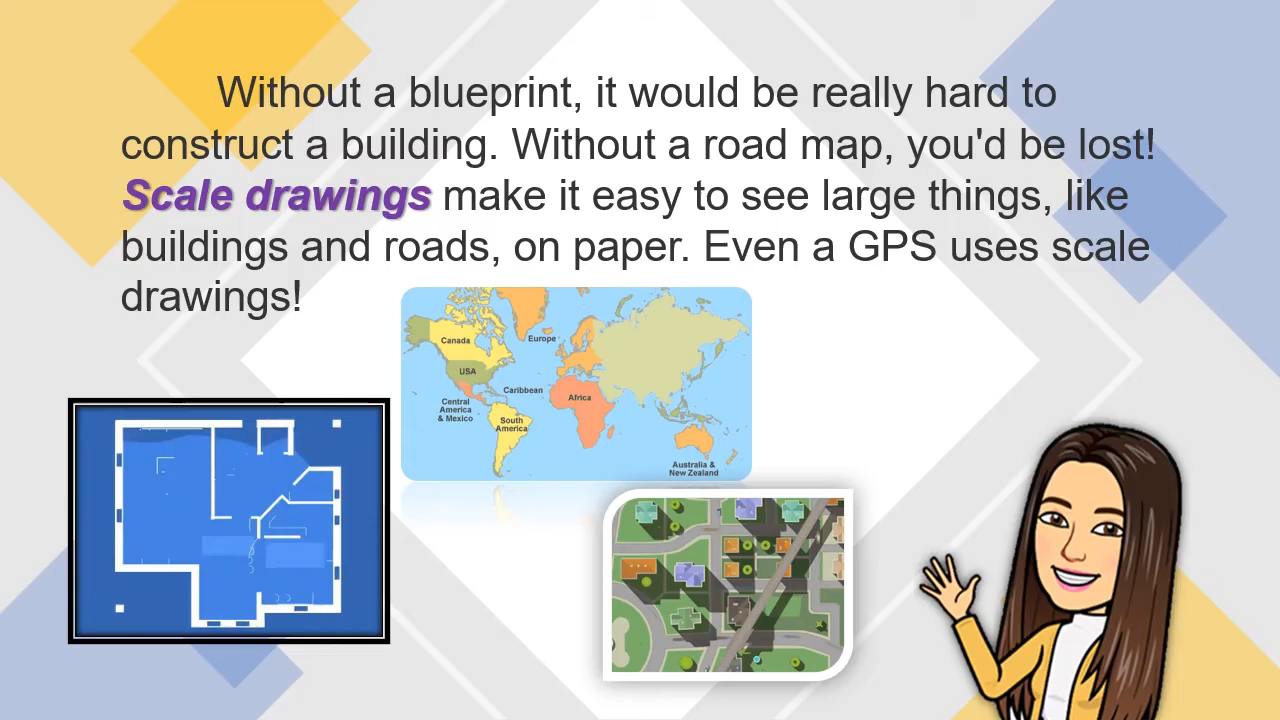 Without a blueprint, it would be really hard to
construct a building. Without a road map, you'd be lost!
Scale drawings make it easy to see large things, like
buildings and roads, on paper. Even a GPS uses scale
drawings!
Canada
Europe
USA
Caribbean
Africa
Central
America
& Mexico
South
America
Australia &
New Zealand